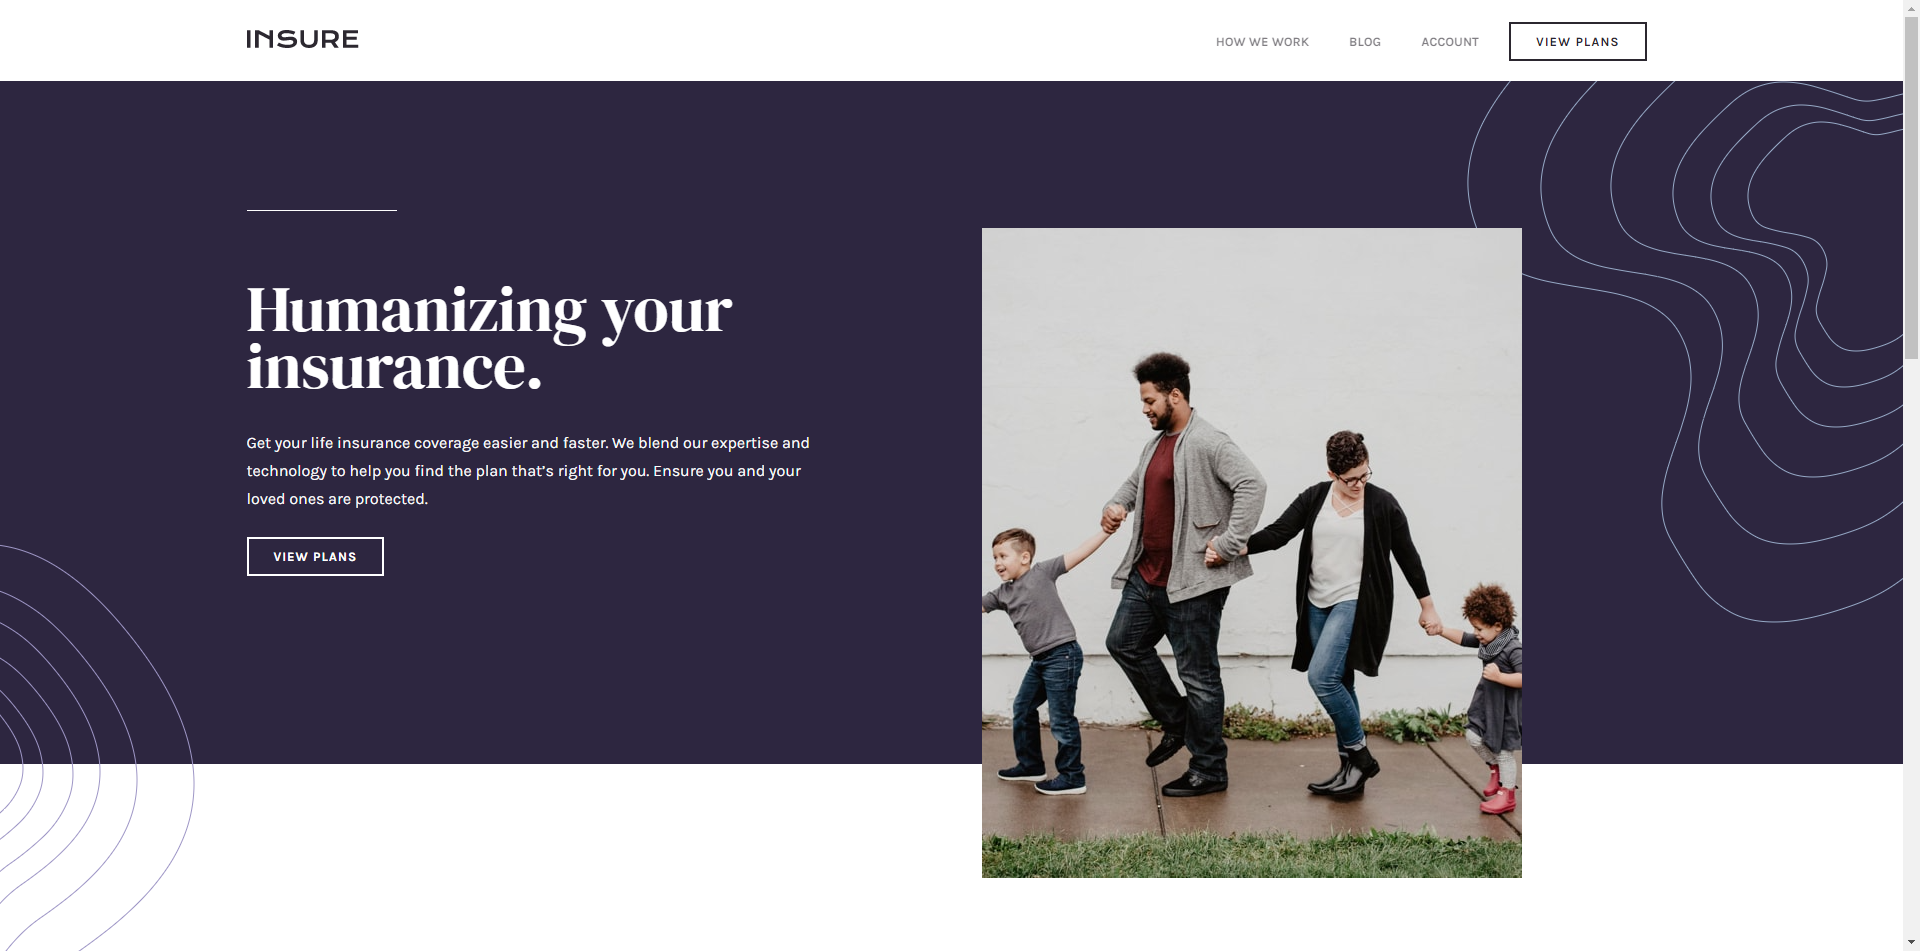 INSURE
HOW WE WORK
BLOG
ACCOUNT
VIEW PLANS
Humanizing your
insurance.
Get your life insurance coverage easier and faster. We blend our expertise and
technology to help you find the plan that’s right for you. Ensure you and your
loved ones are protected.
VIEW PLANS